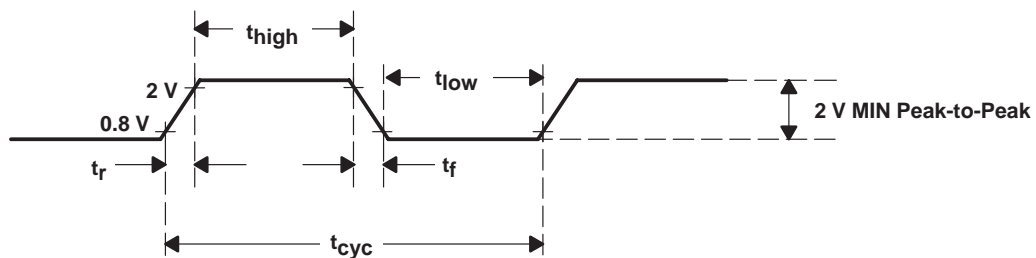 thigh
tlow
2 V
2 V MIN Peak-to-Peak
0.8 V
tr
tf
tcyc